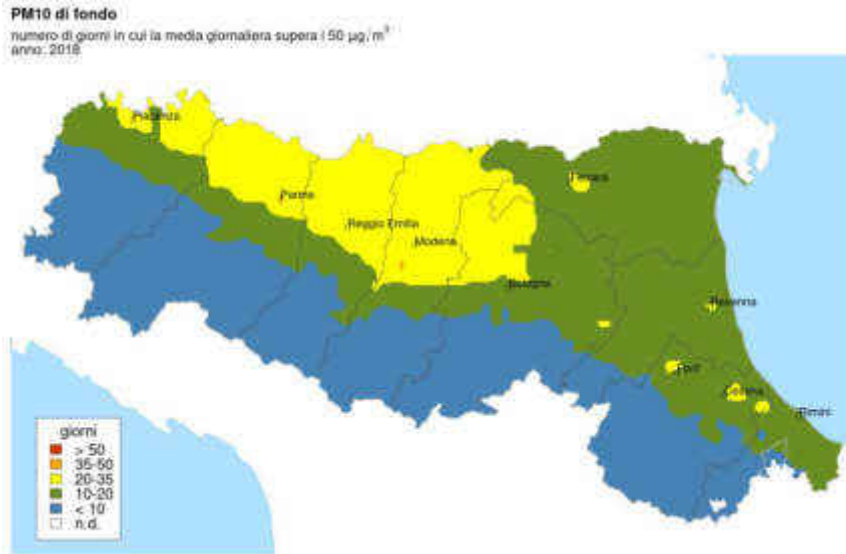 PM10 di fondo
numero di giorni in cui la media giornaliera supera i 50 µg/m³
anno: 2018
Piacenza
Ferrara
Parma
Reggio Emilia
Modena
Bologna
Ravenna
Forlì
Cesena
Rimini
giorni
> 50
35-50
20-35
10-20
< 10
n.d.